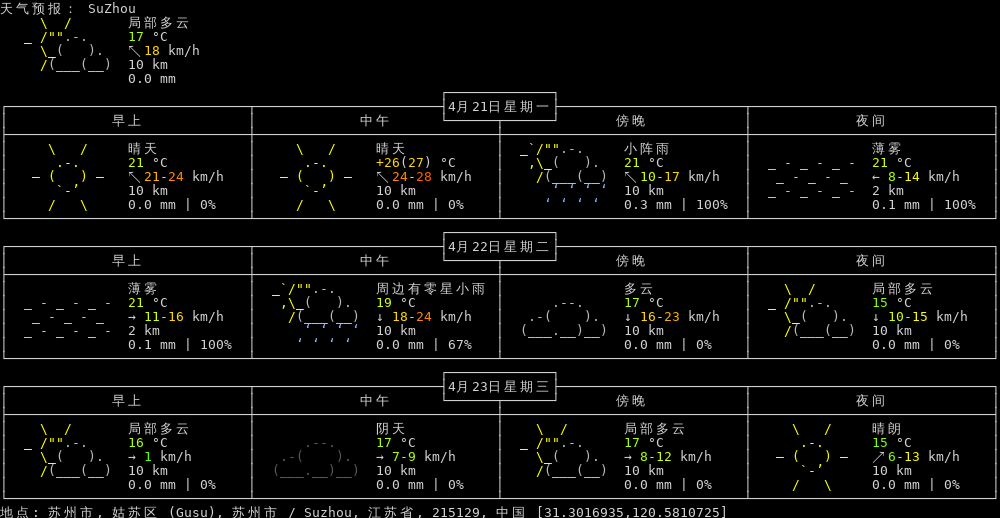 天气预报: SuZhou
局部多云
17 °C
↖ 18 km/h
10 km
0.0 mm
4月21日星期一
早上 中午 傍晚 夜间
晴天 晴天 小阵雨 薄雾
21 °C +26(27) °C 21 °C 21 °C
↖ 21-24 km/h ↖ 24-28 km/h ↖ 10-17 km/h ← 8-14 km/h
10 km 10 km 10 km 2 km
0.0 mm | 0% 0.0 mm | 0% 0.3 mm | 100% 0.1 mm | 100%
4月22日星期二
早上 中午 傍晚 夜间
薄雾 周边有零星小雨 多云 局部多云
21 °C 19 °C 17 °C 15 °C
→ 11-16 km/h ↓ 18-24 km/h ↓ 16-23 km/h ↓ 10-15 km/h
2 km 10 km 10 km 10 km
0.1 mm | 100% 0.0 mm | 67% 0.0 mm | 0% 0.0 mm | 0%
4月23日星期三
早上 中午 傍晚 夜间
局部多云 阴天 局部多云 晴朗
16 °C 17 °C 17 °C 15 °C
→ 1 km/h → 7-9 km/h → 8-12 km/h ↗ 6-13 km/h
10 km 10 km 10 km 10 km
0.0 mm | 0% 0.0 mm | 0% 0.0 mm | 0% 0.0 mm | 0%
地点: 苏州市, 姑苏区 (Gusu), 苏州市 / Suzhou, 江苏省, 215129, 中国 [31.3016935,120.5810725]